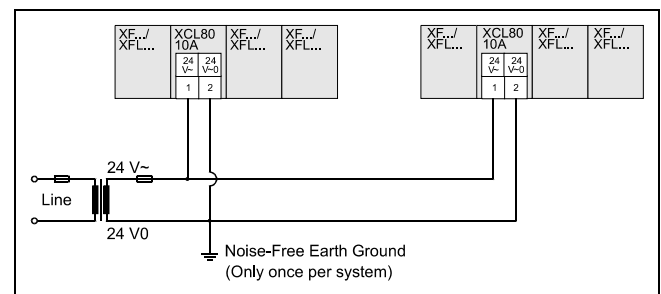 XF.../ XCL80 XF.../ XF.../
XFL... 10A XFL... XFL...
24 24
V~ V~0
1 2
XF.../ XCL80 XF.../ XF.../
XFL... 10A XFL... XFL...
24 24
V~ V~0
1 2
24 V~
Line
24 V0
Noise-Free Earth Ground
(Only once per system)